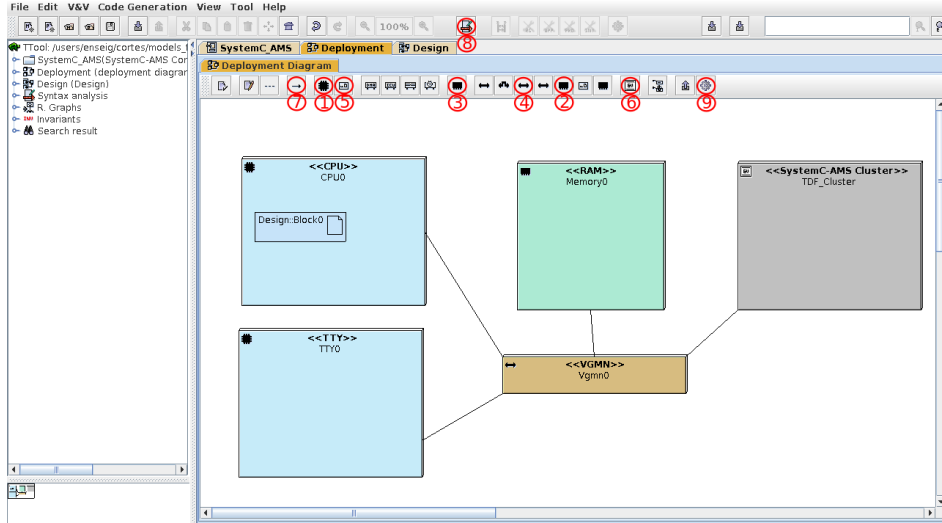 File Edit V&V Code Generation View Tool Help
100%
⑧
TTool: /users/enseig/cortes/models_t
SystemC_AMS(SystemC-AMS Cor
Deployment (deployment diagrar
Design (Design)
Syntax analysis
R. Graphs
Invariants
Search result
SystemC_AMS Deployment Design
Deployment Diagram
⑦ ① ⑤ ③ ④ ② ⑥ ⑨
<<CPU>>
CPU0
Design::Block0
<<RAM>>
Memory0
<<SystemC-AMS Cluster>>
TDF_Cluster
<<TTY>>
TTY0
<<VGMN>>
Vgmn0